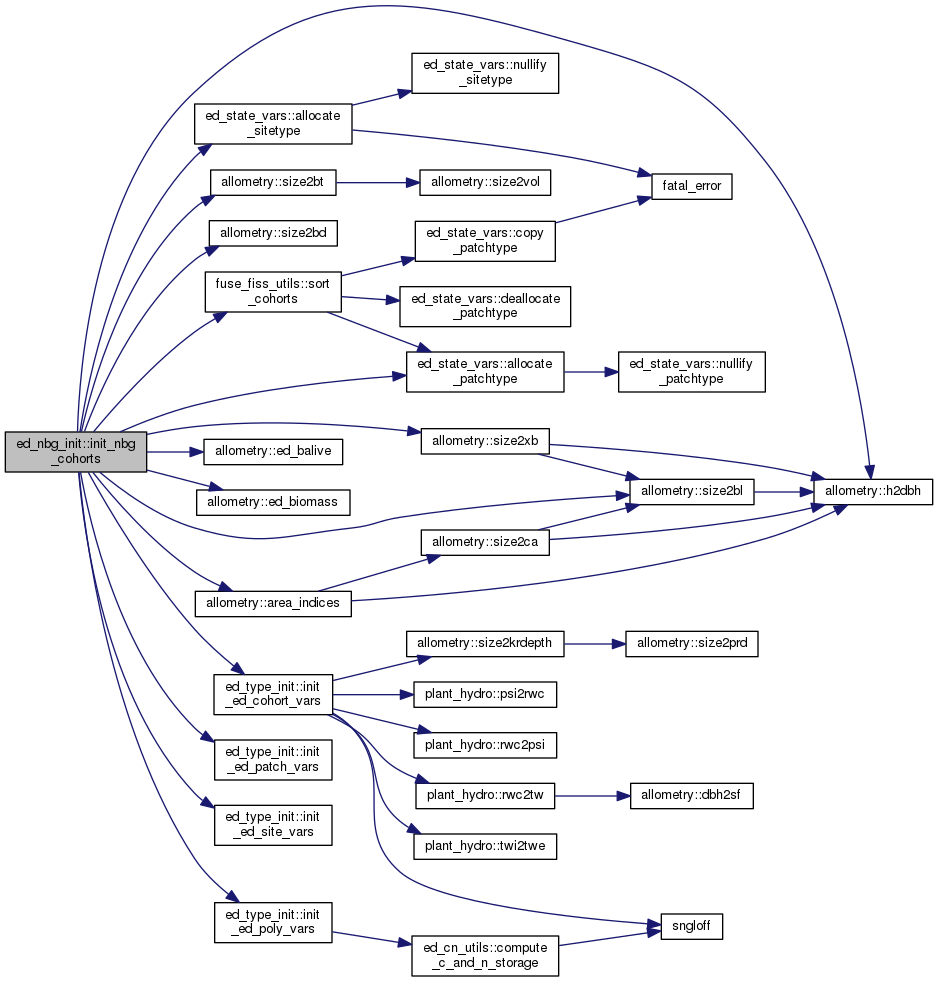 ed_state_vars::nullify
_sitetype
ed_state_vars::allocate
_sitetype
allometry::size2bt
allometry::size2vol
fatal_error
allometry::size2bd
ed_state_vars::copy
_patchtype
fuse_fiss_utils::sort
_cohorts
ed_state_vars::deallocate
_patchtype
ed_state_vars::allocate
_patchtype
ed_state_vars::nullify
_patchtype
ed_nbg_init::init_nbg
_cohorts
allometry::size2xb
allometry::ed_balive
allometry::size2bl
allometry::h2dbh
allometry::ed_biomass
allometry::size2ca
allometry::area_indices
allometry::size2krdepth
allometry::size2prd
ed_type_init::init
_ed_cohort_vars
plant_hydro::psi2rwc
plant_hydro::rwc2psi
ed_type_init::init
_ed_patch_vars
plant_hydro::rwc2tw
allometry::dbh2sf
ed_type_init::init
_ed_site_vars
plant_hydro::twi2twe
ed_type_init::init
_ed_poly_vars
sngloff
ed_cn_utils::compute
_c_and_n_storage